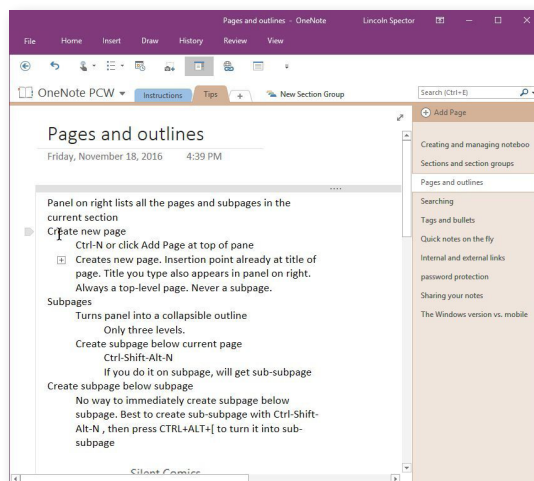 Pages and outlines - OneNote
Lincoln Spector
File Home Insert Draw History Review View
OneNote PCW Instructions Tips + New Section Group
Search (Ctrl+E)
Add Page
Pages and outlines
Friday, November 18, 2016 4:39 PM
Panel on right lists all the pages and subpages in the
current section
Create new page
Ctrl-N or click Add Page at top of pane
Creates new page. Insertion point already at title of
page. Title you type also appears in panel on right.
Always a top-level page. Never a subpage.
Subpages
Turns panel into a collapsible outline
Only three levels.
Create subpage below current page
Ctrl-Shift-Alt-N
If you do it on subpage, will get sub-subpage
Create subpage below subpage
No way to immediately create subpage below
subpage. Best to create sub-subpage with Ctrl-Shift-
Alt-N , then press CTRL+ALT+[ to turn it into sub-
subpage
Silent Comics
Creating and managing noteboo
Sections and section groups
Pages and outlines
Searching
Tags and bullets
Quick notes on the fly
Internal and external links
password protection
Sharing your notes
The Windows version vs. mobile